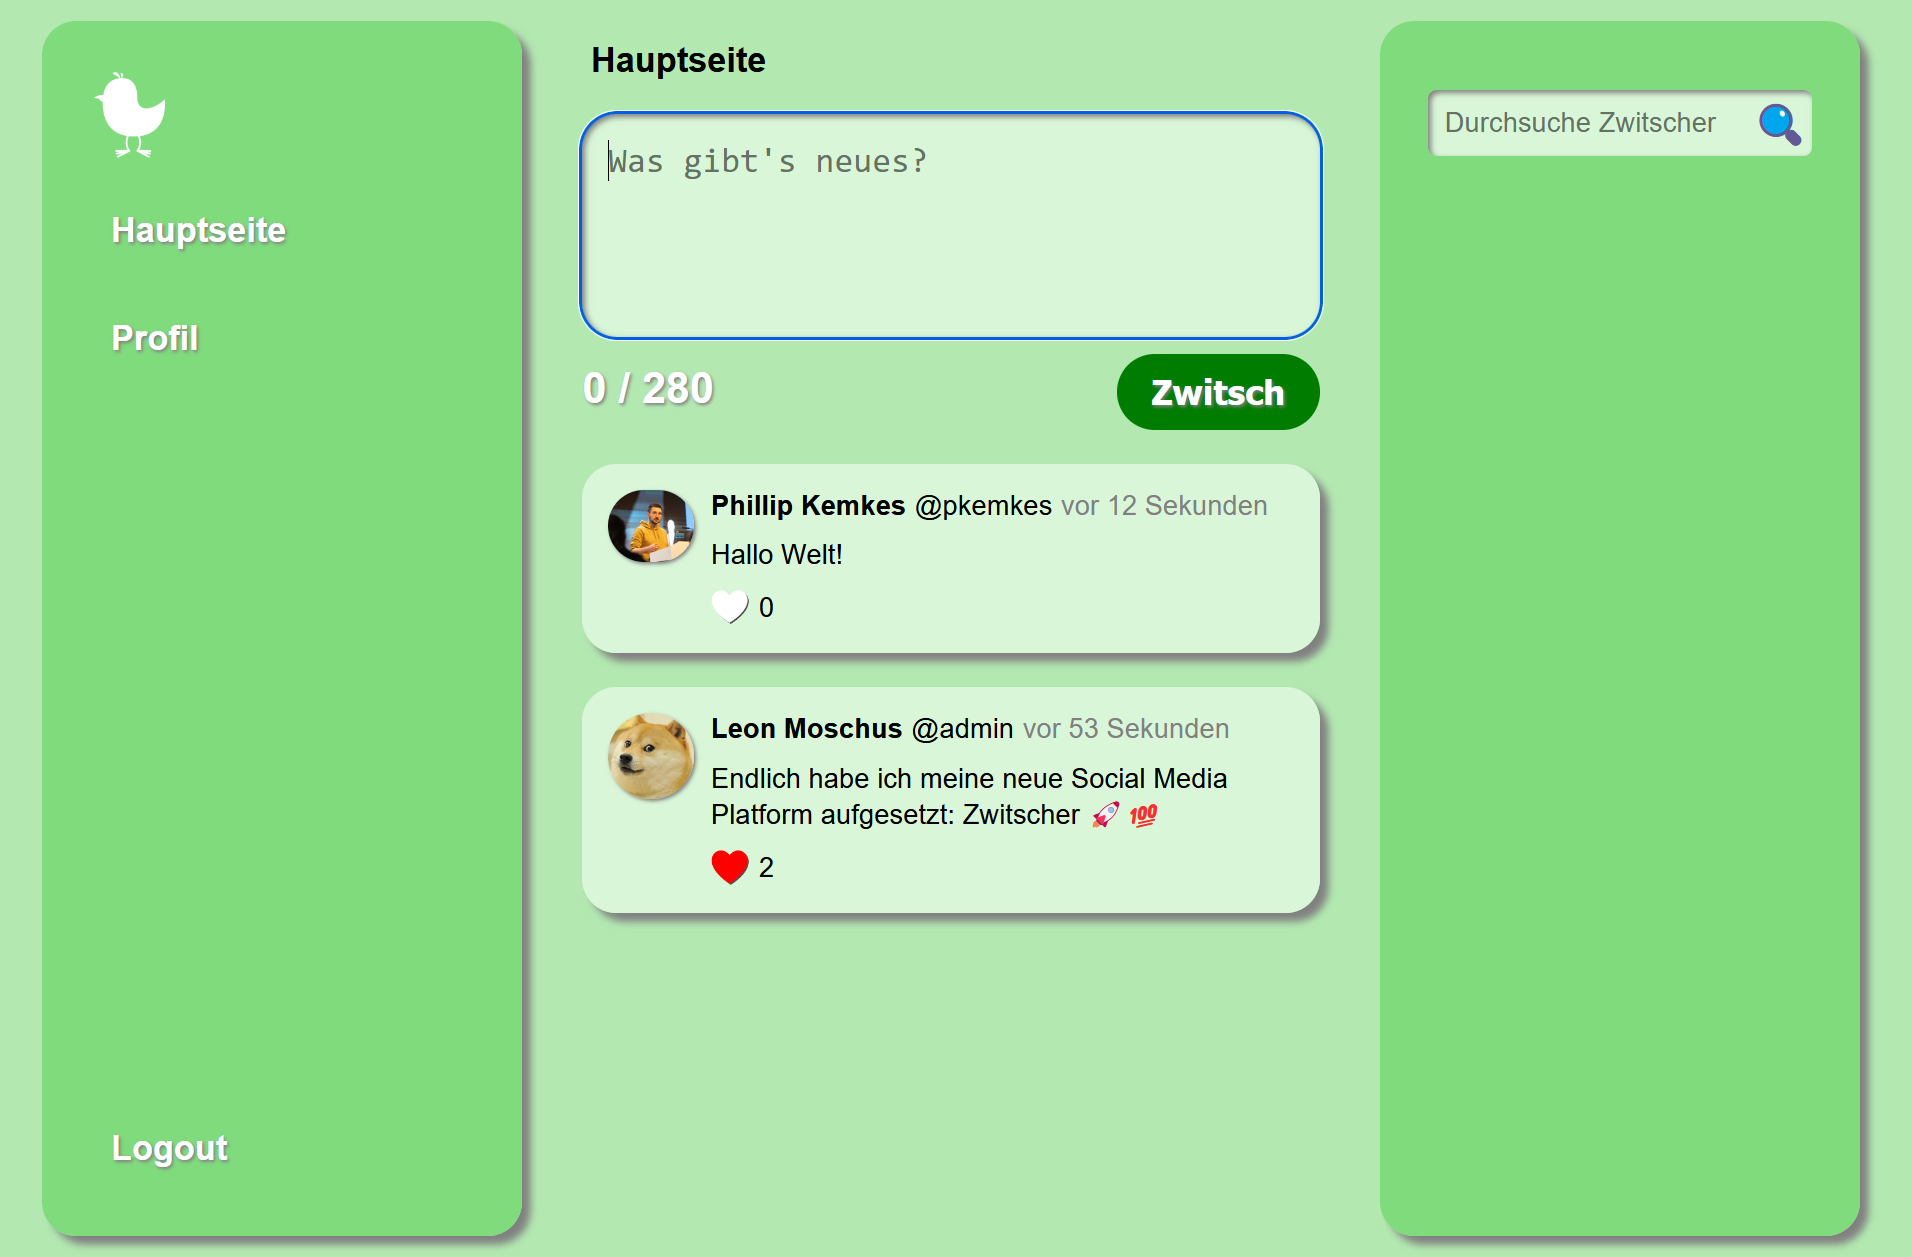 Hauptseite
Profil
Logout
Hauptseite
Was gibt's neues?
0 / 280
Zwitsch
Phillip Kemkes @pkemkes vor 12 Sekunden
Hallo Welt!
0
Leon Moschus @admin vor 53 Sekunden
Endlich habe ich meine neue Social Media
Platform aufgesetzt: Zwitscher 🚀 💯
2
Durchsuche Zwitscher